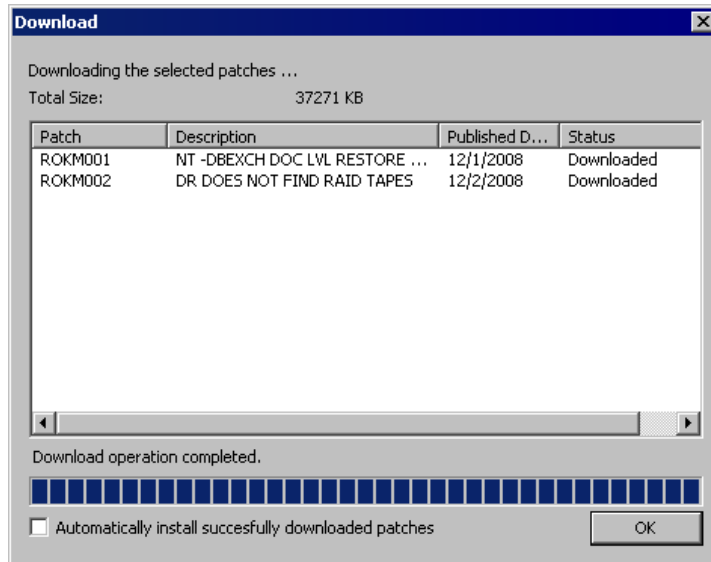 Download
Downloading the selected patches ...
Total Size: 37271 KB
Patch Description Published D... Status
ROKM001 NT -DBEXCH DOC LVL RESTORE ... 12/1/2008 Downloaded
ROKM002 DR DOES NOT FIND RAID TAPES 12/2/2008 Downloaded
Download operation completed.
Automatically install succesfully downloaded patches OK